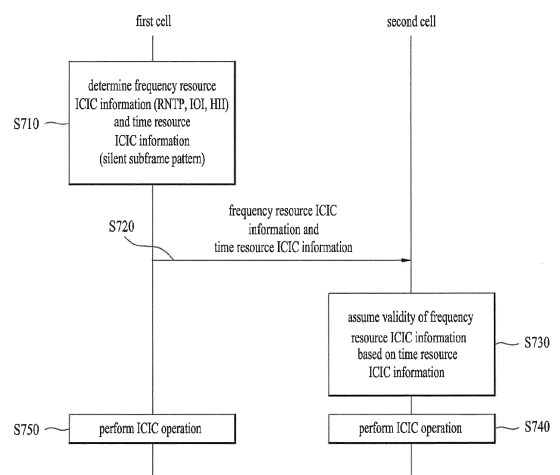 first cell
second cell
determine frequency resource
ICIC information (RNTP, IOI, HII)
and time resource
ICIC information
(silent subframe pattern)
S710
frequency resource ICIC
information and
time resource ICIC information
S720
assume validity of frequency
resource ICIC information
based on time resource
ICIC information
S730
S750
perform ICIC operation
perform ICIC operation
S740